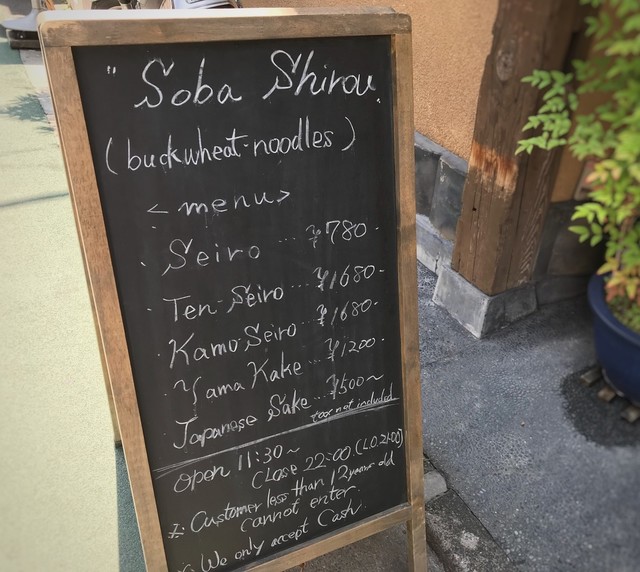 " Soba Shirou "
( buckwheat-noodles )
< menu >
· Seiro ... ¥780-
· Ten-Seiro ... ¥1680-
· Kamo Seiro ... ¥1680-
· Yama Kake ... ¥1200-
· Japanese Sake ... ¥500~
tax not included
open 11:30~
close 22:00 (L.O.21:00)
※. Customer less than 12 years old
cannot enter.
※. We only accept Cash.